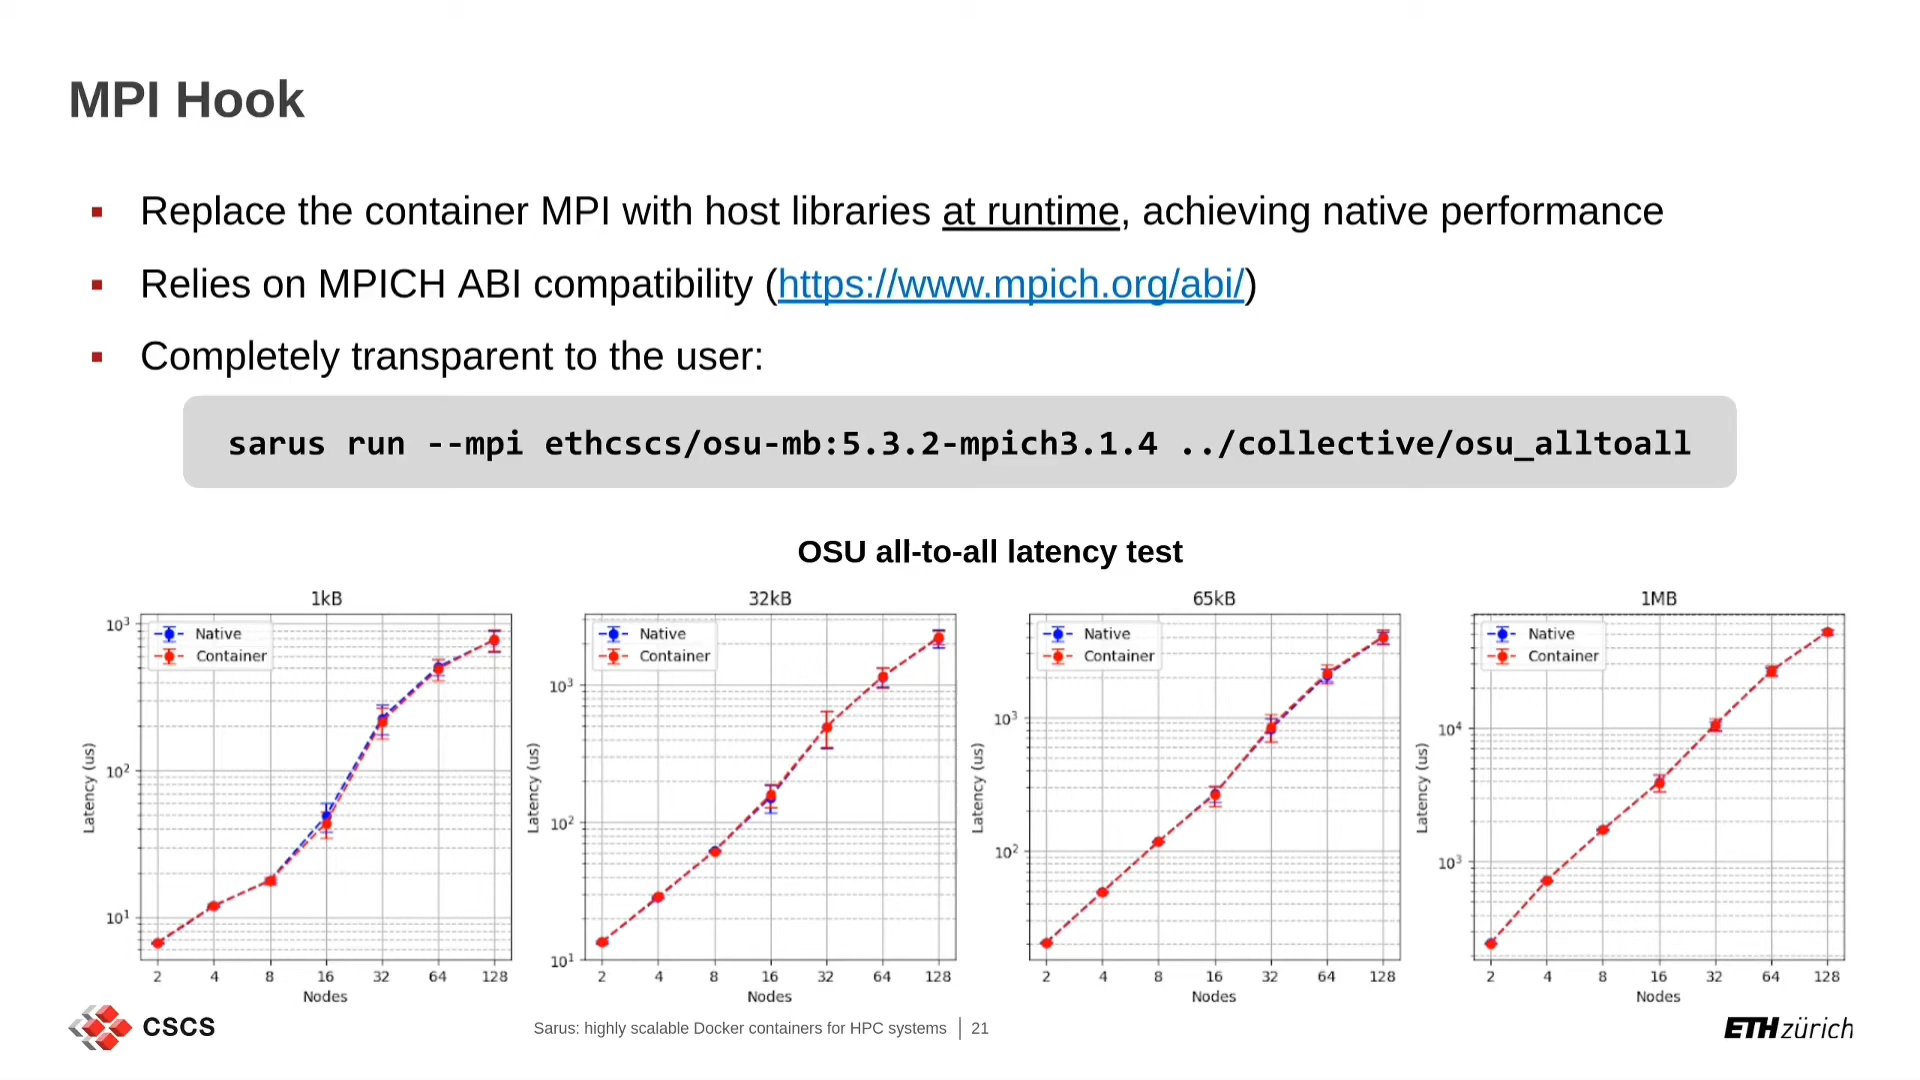 MPI Hook
Replace the container MPI with host libraries at runtime, achieving native performance
Relies on MPICH ABI compatibility (https://www.mpich.org/abi/)
Completely transparent to the user:
sarus run --mpi ethcscs/osu-mb:5.3.2-mpich3.1.4 ../collective/osu_alltoall
OSU all-to-all latency test
1kB
Native
Container
10³
10²
10¹
Latency (us)
2 4 8 16 32 64 128
Nodes
32kB
Native
Container
10³
10²
10¹
Latency (us)
2 4 8 16 32 64 128
Nodes
65kB
Native
Container
10³
10²
Latency (us)
2 4 8 16 32 64 128
Nodes
1MB
Native
Container
10⁴
10³
Latency (us)
2 4 8 16 32 64 128
Nodes
CSCS
Sarus: highly scalable Docker containers for HPC systems | 21
ETH zürich